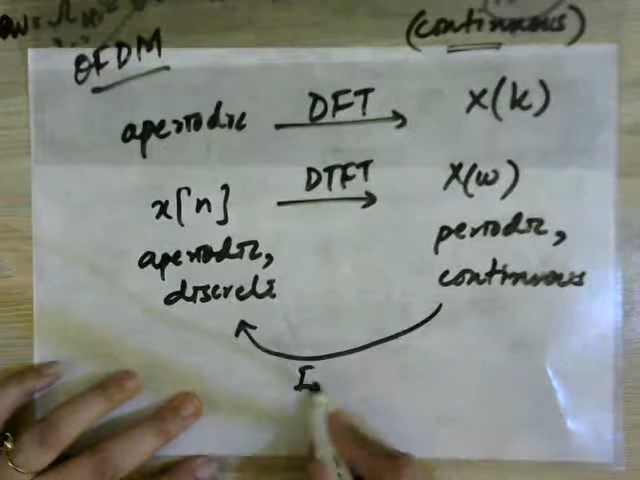 (continuous)
OFDM
aperiodic DFT X(k)
x[n] DTFT X(w)
aperiodic, periodic,
discrete continuous
I